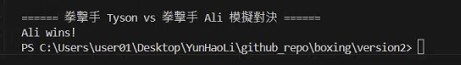 ====== 拳擊手 Tyson vs 拳擊手 Ali 模擬對決 ======
Ali wins!
PS C:\Users\user01\Desktop\YunHaoLi\github_repo\boxing\version2>